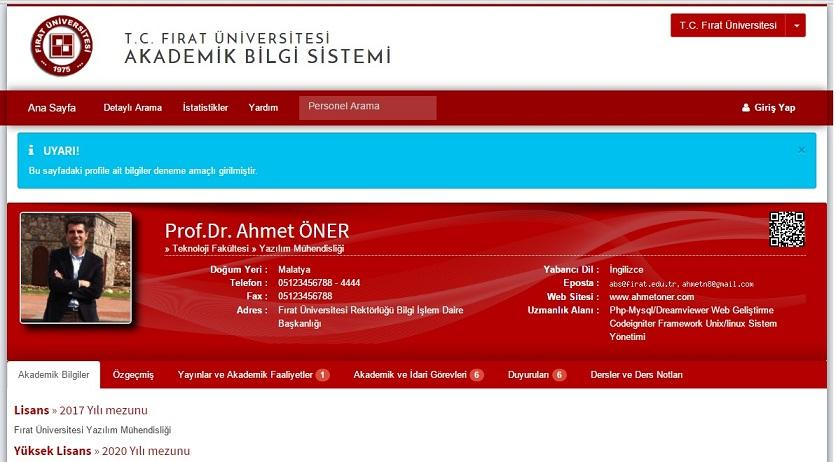 FIRAT ÜNİVERSİTESİ
1975
T.C. FIRAT ÜNİVERSİTESİ
AKADEMİK BİLGİ SİSTEMİ
T.C. Fırat Üniversitesi
Ana Sayfa Detaylı Arama İstatistikler Yardım Personel Arama Giriş Yap
UYARI!
Bu sayfadaki profile ait bilgiler deneme amaçlı girilmiştir.
Prof.Dr. Ahmet ÖNER
» Teknoloji Fakültesi » Yazılım Mühendisliği
Doğum Yeri : Malatya
Telefon : 05123456788 - 4444
Fax : 05123456788
Adres : Fırat Üniversitesi Rektörlüğü Bilgi İşlem Daire
Başkanlığı
Yabancı Dil : İngilizce
Eposta : abs@firat.edu.tr,ahmetn8@gmail.com
Web Sitesi : www.ahmetoner.com
Uzmanlık Alanı : Php-Mysql/Dreamviewer Web Geliştirme
Codeigniter Framework Unix/linux Sistem
Yönetimi
Akademik Bilgiler Özgeçmiş Yayınlar ve Akademik Faaliyetler 1 Akademik ve İdari Görevleri 6 Duyuruları 6 Dersler ve Ders Notları
Lisans » 2017 Yılı mezunu
Fırat Üniversitesi Yazılım Mühendisliği
Yüksek Lisans » 2020 Yılı mezunu